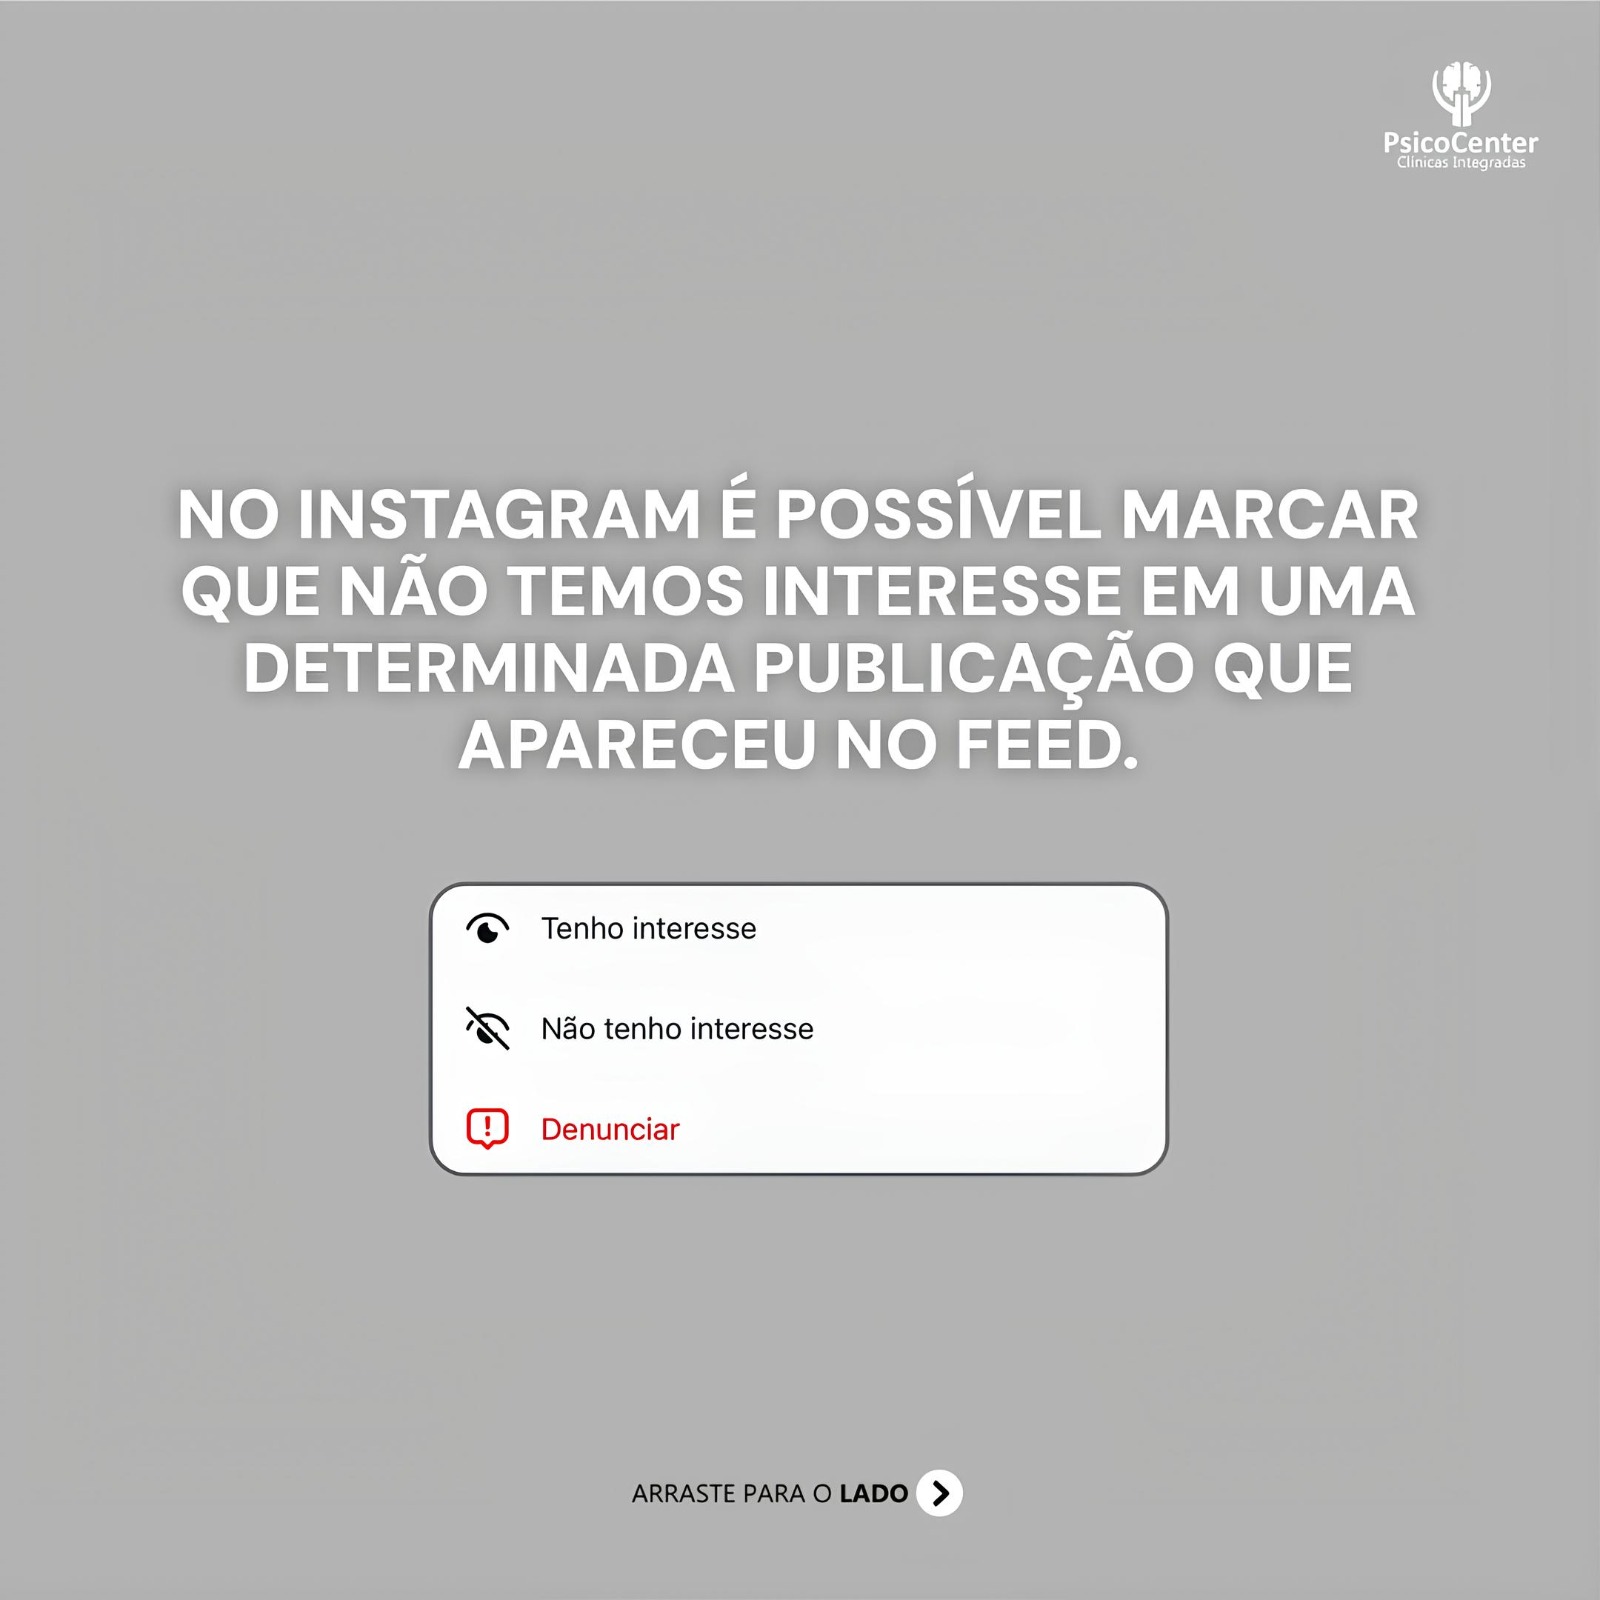 PsicoCenter
Clínicas Integradas
NO INSTAGRAM É POSSÍVEL MARCAR
QUE NÃO TEMOS INTERESSE EM UMA
DETERMINADA PUBLICAÇÃO QUE
APARECEU NO FEED.
Tenho interesse
Não tenho interesse
Denunciar
ARRASTE PARA O LADO